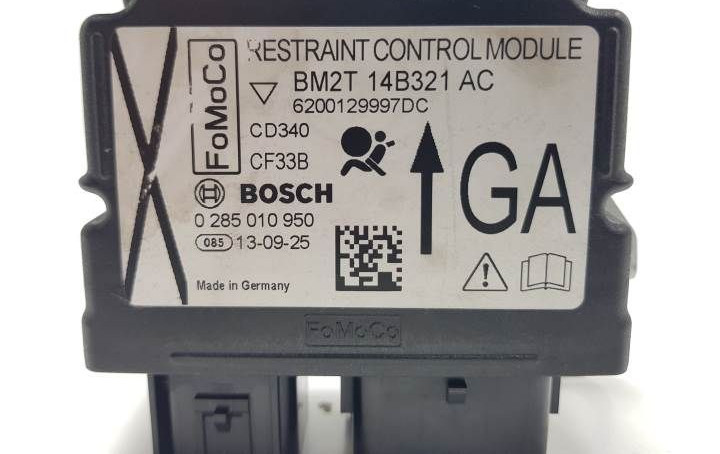 RESTRAINT CONTROL MODULE
FoMoCo
BM2T 14B321 AC
6200129997DC
CD340
CF33B
GA
BOSCH
0 285 010 950
085 13-09-25
Made in Germany
FoMoCo